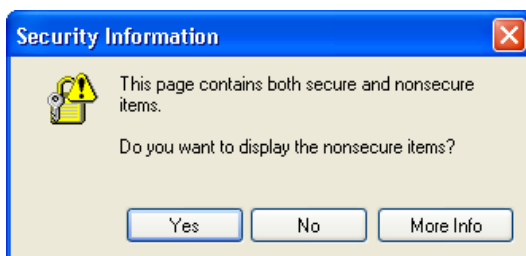 Security Information
This page contains both secure and nonsecure
items.
Do you want to display the nonsecure items?
Yes No More Info